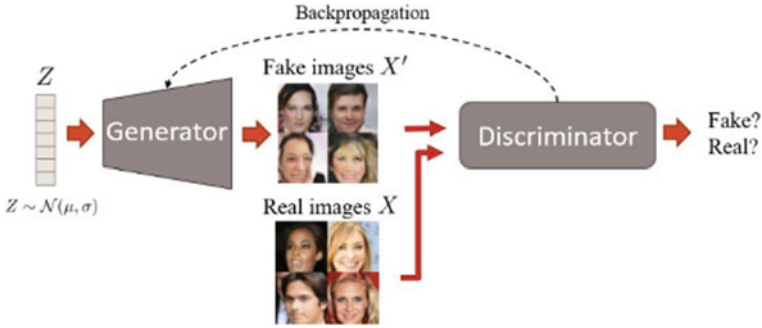 Backpropagation
Z
Fake images X′
Generator
Discriminator
Fake?
Real?
Z ∼ 𝒩(μ, σ)
Real images X